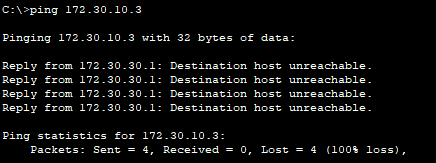 C:\>ping 172.30.10.3
Pinging 172.30.10.3 with 32 bytes of data:
Reply from 172.30.30.1: Destination host unreachable.
Reply from 172.30.30.1: Destination host unreachable.
Reply from 172.30.30.1: Destination host unreachable.
Reply from 172.30.30.1: Destination host unreachable.
Ping statistics for 172.30.10.3:
Packets: Sent = 4, Received = 0, Lost = 4 (100% loss),